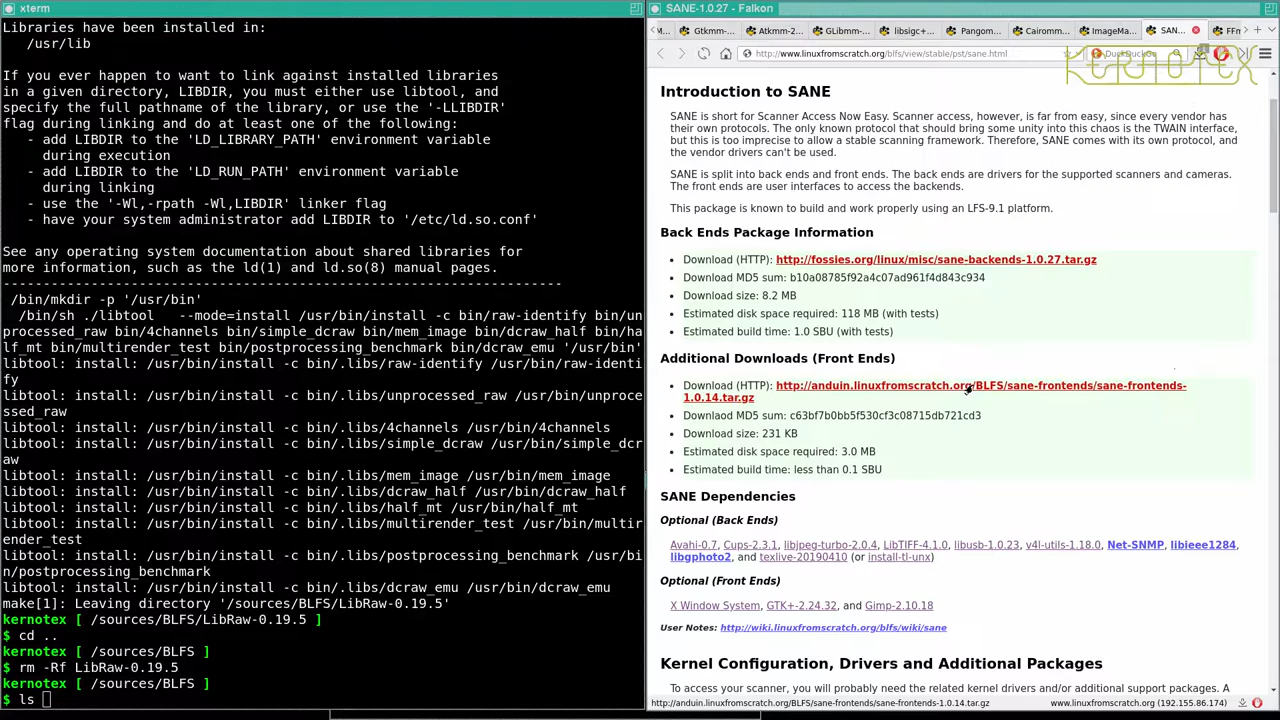 xterm
Libraries have been installed in:
   /usr/lib
If you ever happen to want to link against installed libraries
in a given directory, LIBDIR, you must either use libtool, and
specify the full pathname of the library, or use the '-LLIBDIR'
flag during linking and do at least one of the following:
   - add LIBDIR to the 'LD_LIBRARY_PATH' environment variable
     during execution
   - add LIBDIR to the 'LD_RUN_PATH' environment variable
     during linking
   - use the '-Wl,-rpath -Wl,LIBDIR' linker flag
   - have your system administrator add LIBDIR to '/etc/ld.so.conf'
See any operating system documentation about shared libraries for
more information, such as the ld(1) and ld.so(8) manual pages.
----------------------------------------------------------------------
 /bin/mkdir -p '/usr/bin'
  /bin/sh ./libtool   --mode=install /usr/bin/install -c bin/raw-identify bin/un
processed_raw bin/4channels bin/simple_dcraw bin/mem_image bin/dcraw_half bin/ha
lf_mt bin/multirender_test bin/postprocessing_benchmark bin/dcraw_emu '/usr/bin'
libtool: install: /usr/bin/install -c bin/.libs/raw-identify /usr/bin/raw-identi
fy
libtool: install: /usr/bin/install -c bin/.libs/unprocessed_raw /usr/bin/unproce
ssed_raw
libtool: install: /usr/bin/install -c bin/.libs/4channels /usr/bin/4channels
libtool: install: /usr/bin/install -c bin/.libs/simple_dcraw /usr/bin/simple_dcr
aw
libtool: install: /usr/bin/install -c bin/.libs/mem_image /usr/bin/mem_image
libtool: install: /usr/bin/install -c bin/.libs/dcraw_half /usr/bin/dcraw_half
libtool: install: /usr/bin/install -c bin/.libs/half_mt /usr/bin/half_mt
libtool: install: /usr/bin/install -c bin/.libs/multirender_test /usr/bin/multir
ender_test
libtool: install: /usr/bin/install -c bin/.libs/postprocessing_benchmark /usr/bi
n/postprocessing_benchmark
libtool: install: /usr/bin/install -c bin/.libs/dcraw_emu /usr/bin/dcraw_emu
make[1]: Leaving directory '/sources/BLFS/LibRaw-0.19.5'
kernotex [ /sources/BLFS/LibRaw-0.19.5 ]
$ cd ..
kernotex [ /sources/BLFS ]
$ rm -Rf LibRaw-0.19.5
kernotex [ /sources/BLFS ]
$ ls
SANE-1.0.27 - Falkon
M... Gtkmm-... Atkmm-2... GLibmm-... libsigc+... Pangom... Cairomm... ImageMa... SAN... FFn
http://www.linuxfromscratch.org/blfs/view/stable/pst/sane.html DuckDuckGo
KERNOTEX
Introduction to SANE
SANE is short for Scanner Access Now Easy. Scanner access, however, is far from easy, since every vendor has
their own protocols. The only known protocol that should bring some unity into this chaos is the TWAIN interface,
but this is too imprecise to allow a stable scanning framework. Therefore, SANE comes with its own protocol, and
the vendor drivers can't be used.
SANE is split into back ends and front ends. The back ends are drivers for the supported scanners and cameras.
The front ends are user interfaces to access the backends.
This package is known to build and work properly using an LFS-9.1 platform.
Back Ends Package Information
• Download (HTTP): http://fossies.org/linux/misc/sane-backends-1.0.27.tar.gz
• Download MD5 sum: b10a08785f92a4c07ad961f4d843c934
• Download size: 8.2 MB
• Estimated disk space required: 118 MB (with tests)
• Estimated build time: 1.0 SBU (with tests)
Additional Downloads (Front Ends)
• Download (HTTP): http://anduin.linuxfromscratch.org/BLFS/sane-frontends/sane-frontends-
1.0.14.tar.gz
• Downlaod MD5 sum: c63bf7b0bb5f530cf3c08715db721cd3
• Download size: 231 KB
• Estimated disk space required: 3.0 MB
• Estimated build time: less than 0.1 SBU
SANE Dependencies
Optional (Back Ends)
Avahi-0.7, Cups-2.3.1, libjpeg-turbo-2.0.4, LibTIFF-4.1.0, libusb-1.0.23, v4l-utils-1.18.0, Net-SNMP, libieee1284,
libgphoto2, and texlive-20190410 (or install-tl-unx)
Optional (Front Ends)
X Window System, GTK+-2.24.32, and Gimp-2.10.18
User Notes: http://wiki.linuxfromscratch.org/blfs/wiki/sane
Kernel Configuration, Drivers and Additional Packages
To access your scanner, you will probably need the related kernel drivers and/or additional support packages. A
http://anduin.linuxfromscratch.org/BLFS/sane-frontends/sane-frontends-1.0.14.tar.gz www.linuxfromscratch.org (192.155.86.174)